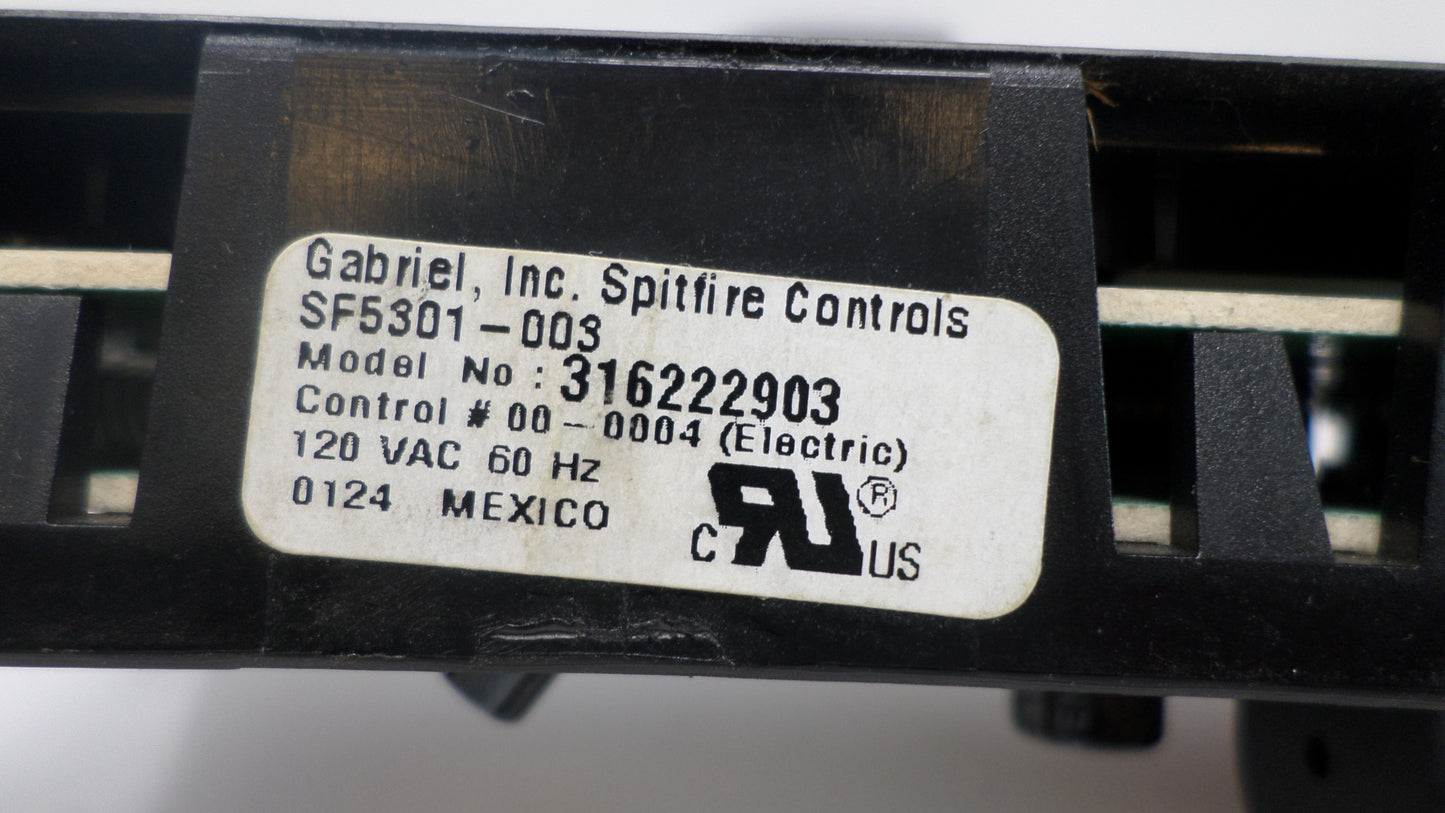 Gabriel, Inc. Spitfire Controls
SF5301-003
Model No: 316222903
Control # 00-0004 (Electric)
120 VAC 60 Hz
0124 MEXICO
C RU ® US